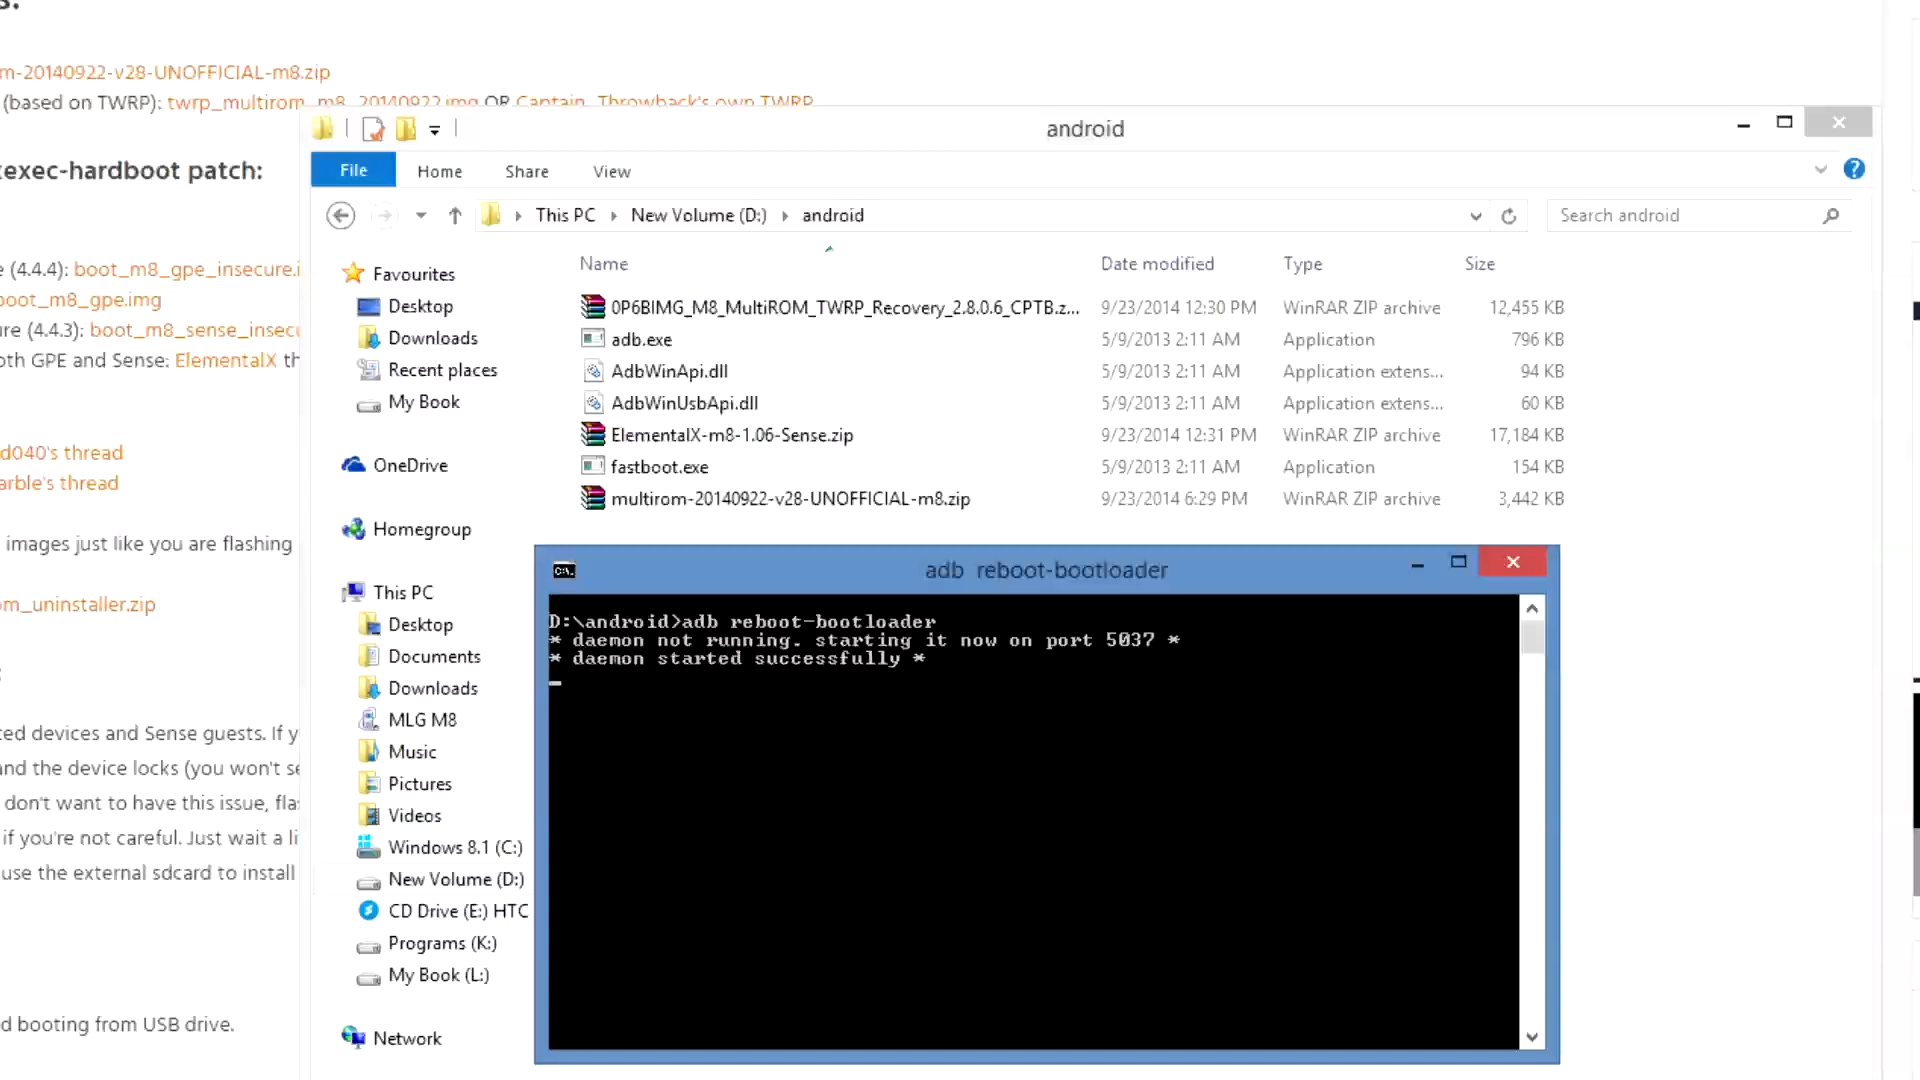 s:
m-20140922-v28-UNOFFICIAL-m8.zip
(based on TWRP): twrp_multirom_m8_20140922.img OR Captain_Throwback's own TWRP
exec-hardboot patch:
e (4.4.4): boot_m8_gpe_insecure.i
boot_m8_gpe.img
ure (4.4.3): boot_m8_sense_insecu
oth GPE and Sense: ElementalX th
d040's thread
arble's thread
images just like you are flashing
om_uninstaller.zip
ted devices and Sense guests. If y
and the device locks (you won't se
don't want to have this issue, flas
if you're not careful. Just wait a li
use the external sdcard to install
d booting from USB drive.
android
File Home Share View
This PC New Volume (D:) android
Search android
Name Date modified Type Size
0P6BIMG_M8_MultiROM_TWRP_Recovery_2.8.0.6_CPTB.z... 9/23/2014 12:30 PM WinRAR ZIP archive 12,455 KB
adb.exe 5/9/2013 2:11 AM Application 796 KB
AdbWinApi.dll 5/9/2013 2:11 AM Application extens... 94 KB
AdbWinUsbApi.dll 5/9/2013 2:11 AM Application extens... 60 KB
ElementalX-m8-1.06-Sense.zip 9/23/2014 12:31 PM WinRAR ZIP archive 17,184 KB
fastboot.exe 5/9/2013 2:11 AM Application 154 KB
multirom-20140922-v28-UNOFFICIAL-m8.zip 9/23/2014 6:29 PM WinRAR ZIP archive 3,442 KB
Favourites
Desktop
Downloads
Recent places
My Book
OneDrive
Homegroup
This PC
Desktop
Documents
Downloads
MLG M8
Music
Pictures
Videos
Windows 8.1 (C:)
New Volume (D:)
CD Drive (E:) HTC
Programs (K:)
My Book (L:)
Network
C:\.
adb reboot-bootloader
D:\android>adb reboot-bootloader
* daemon not running. starting it now on port 5037 *
* daemon started successfully *